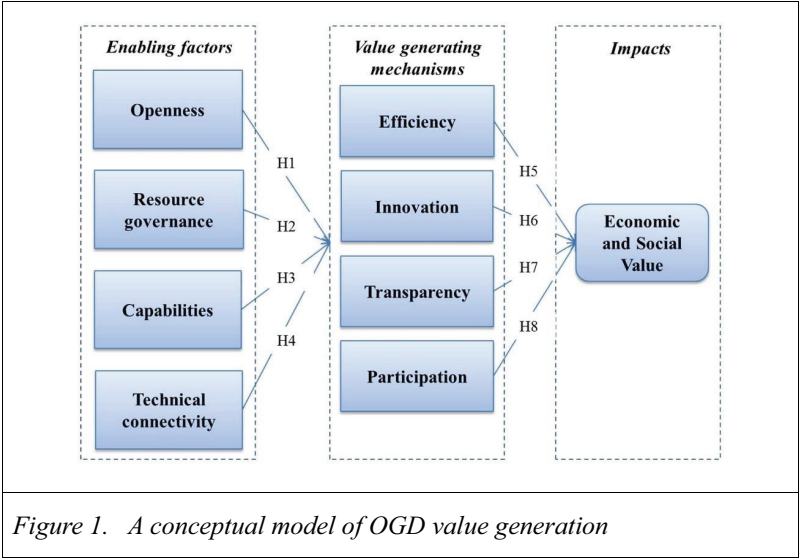 Enabling factors
Openness
Resource
governance
Capabilities
Technical
connectivity
H1
H2
H3
H4
Value generating
mechanisms
Efficiency
Innovation
Transparency
Participation
H5
H6
H7
H8
Impacts
Economic
and Social
Value
Figure 1. A conceptual model of OGD value generation